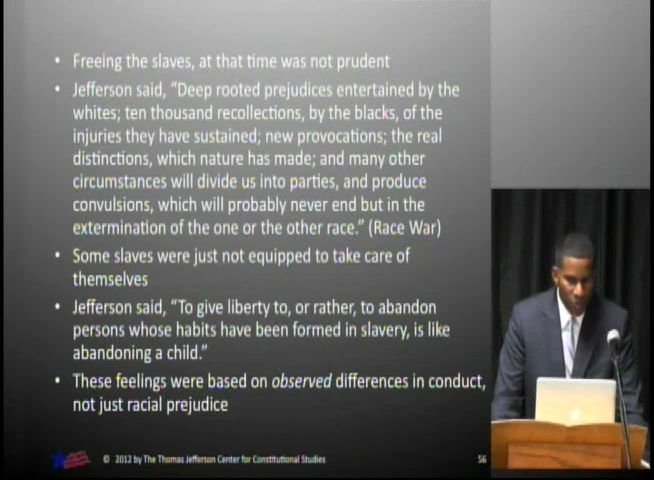 • Freeing the slaves, at that time was not prudent
• Jefferson said, “Deep rooted prejudices entertained by the
whites; ten thousand recollections, by the blacks, of the
injuries they have sustained; new provocations; the real
distinctions, which nature has made; and many other
circumstances will divide us into parties, and produce
convulsions, which will probably never end but in the
extermination of the one or the other race.” (Race War)
• Some slaves were just not equipped to take care of
themselves
• Jefferson said, “To give liberty to, or rather, to abandon
persons whose habits have been formed in slavery, is like
abandoning a child.”
• These feelings were based on observed differences in conduct,
not just racial prejudice
© 2012 by The Thomas Jefferson Center for Constitutional Studies
56